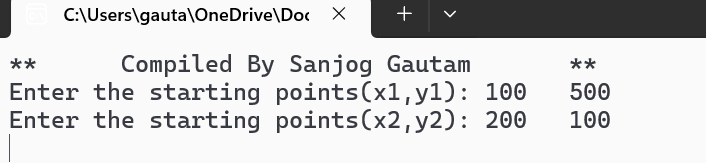 C:\Users\gauta\OneDrive\Doc
** Compiled By Sanjog Gautam **
Enter the starting points(x1,y1): 100 500
Enter the starting points(x2,y2): 200 100